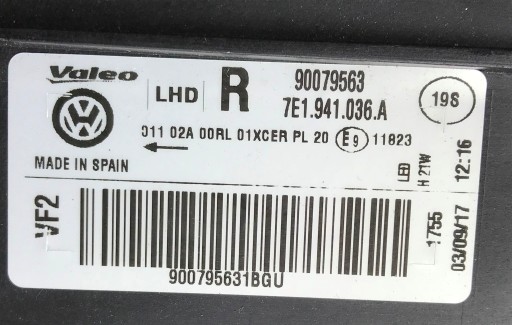 Valeo
LHD R
90079563
7E1.941.036.A
19S
011 02A 00RL 01XCER PL 20 E9 11823
MADE IN SPAIN
LED
H 21W
12:16
VF2
1755
03/09/17
900795631BGU